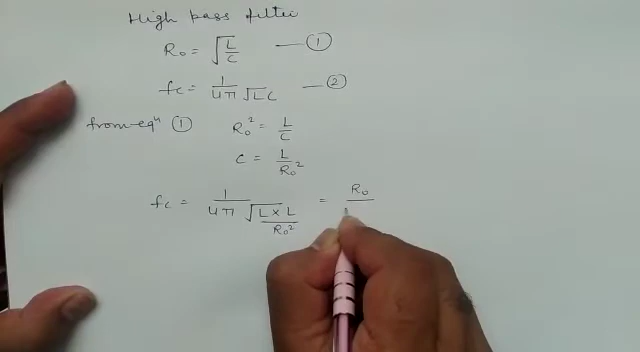 High pass filter
R₀ = √(L/C) — ①
fc = 1/(4π√LC) — ②
from eqⁿ ① R₀² = L/C
C = L/R₀²
fc = 1/(4π√(L×L/R₀²)) = R₀/